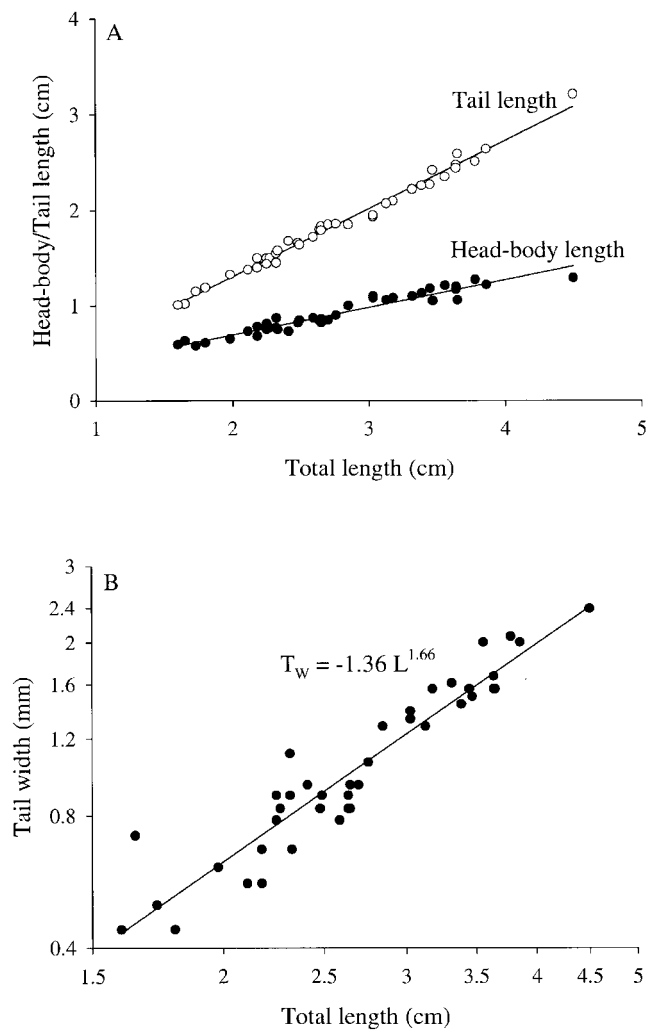 A
4
3
2
1
0
Head-body/Tail length (cm)
Tail length
Head-body length
1 2 3 4 5
Total length (cm)
B
3
2.4
2
1.6
1.2
0.8
0.4
Tail width (mm)
T_W = -1.36 L^1.66
1.5 2 2.5 3 3.5 4 4.5 5
Total length (cm)